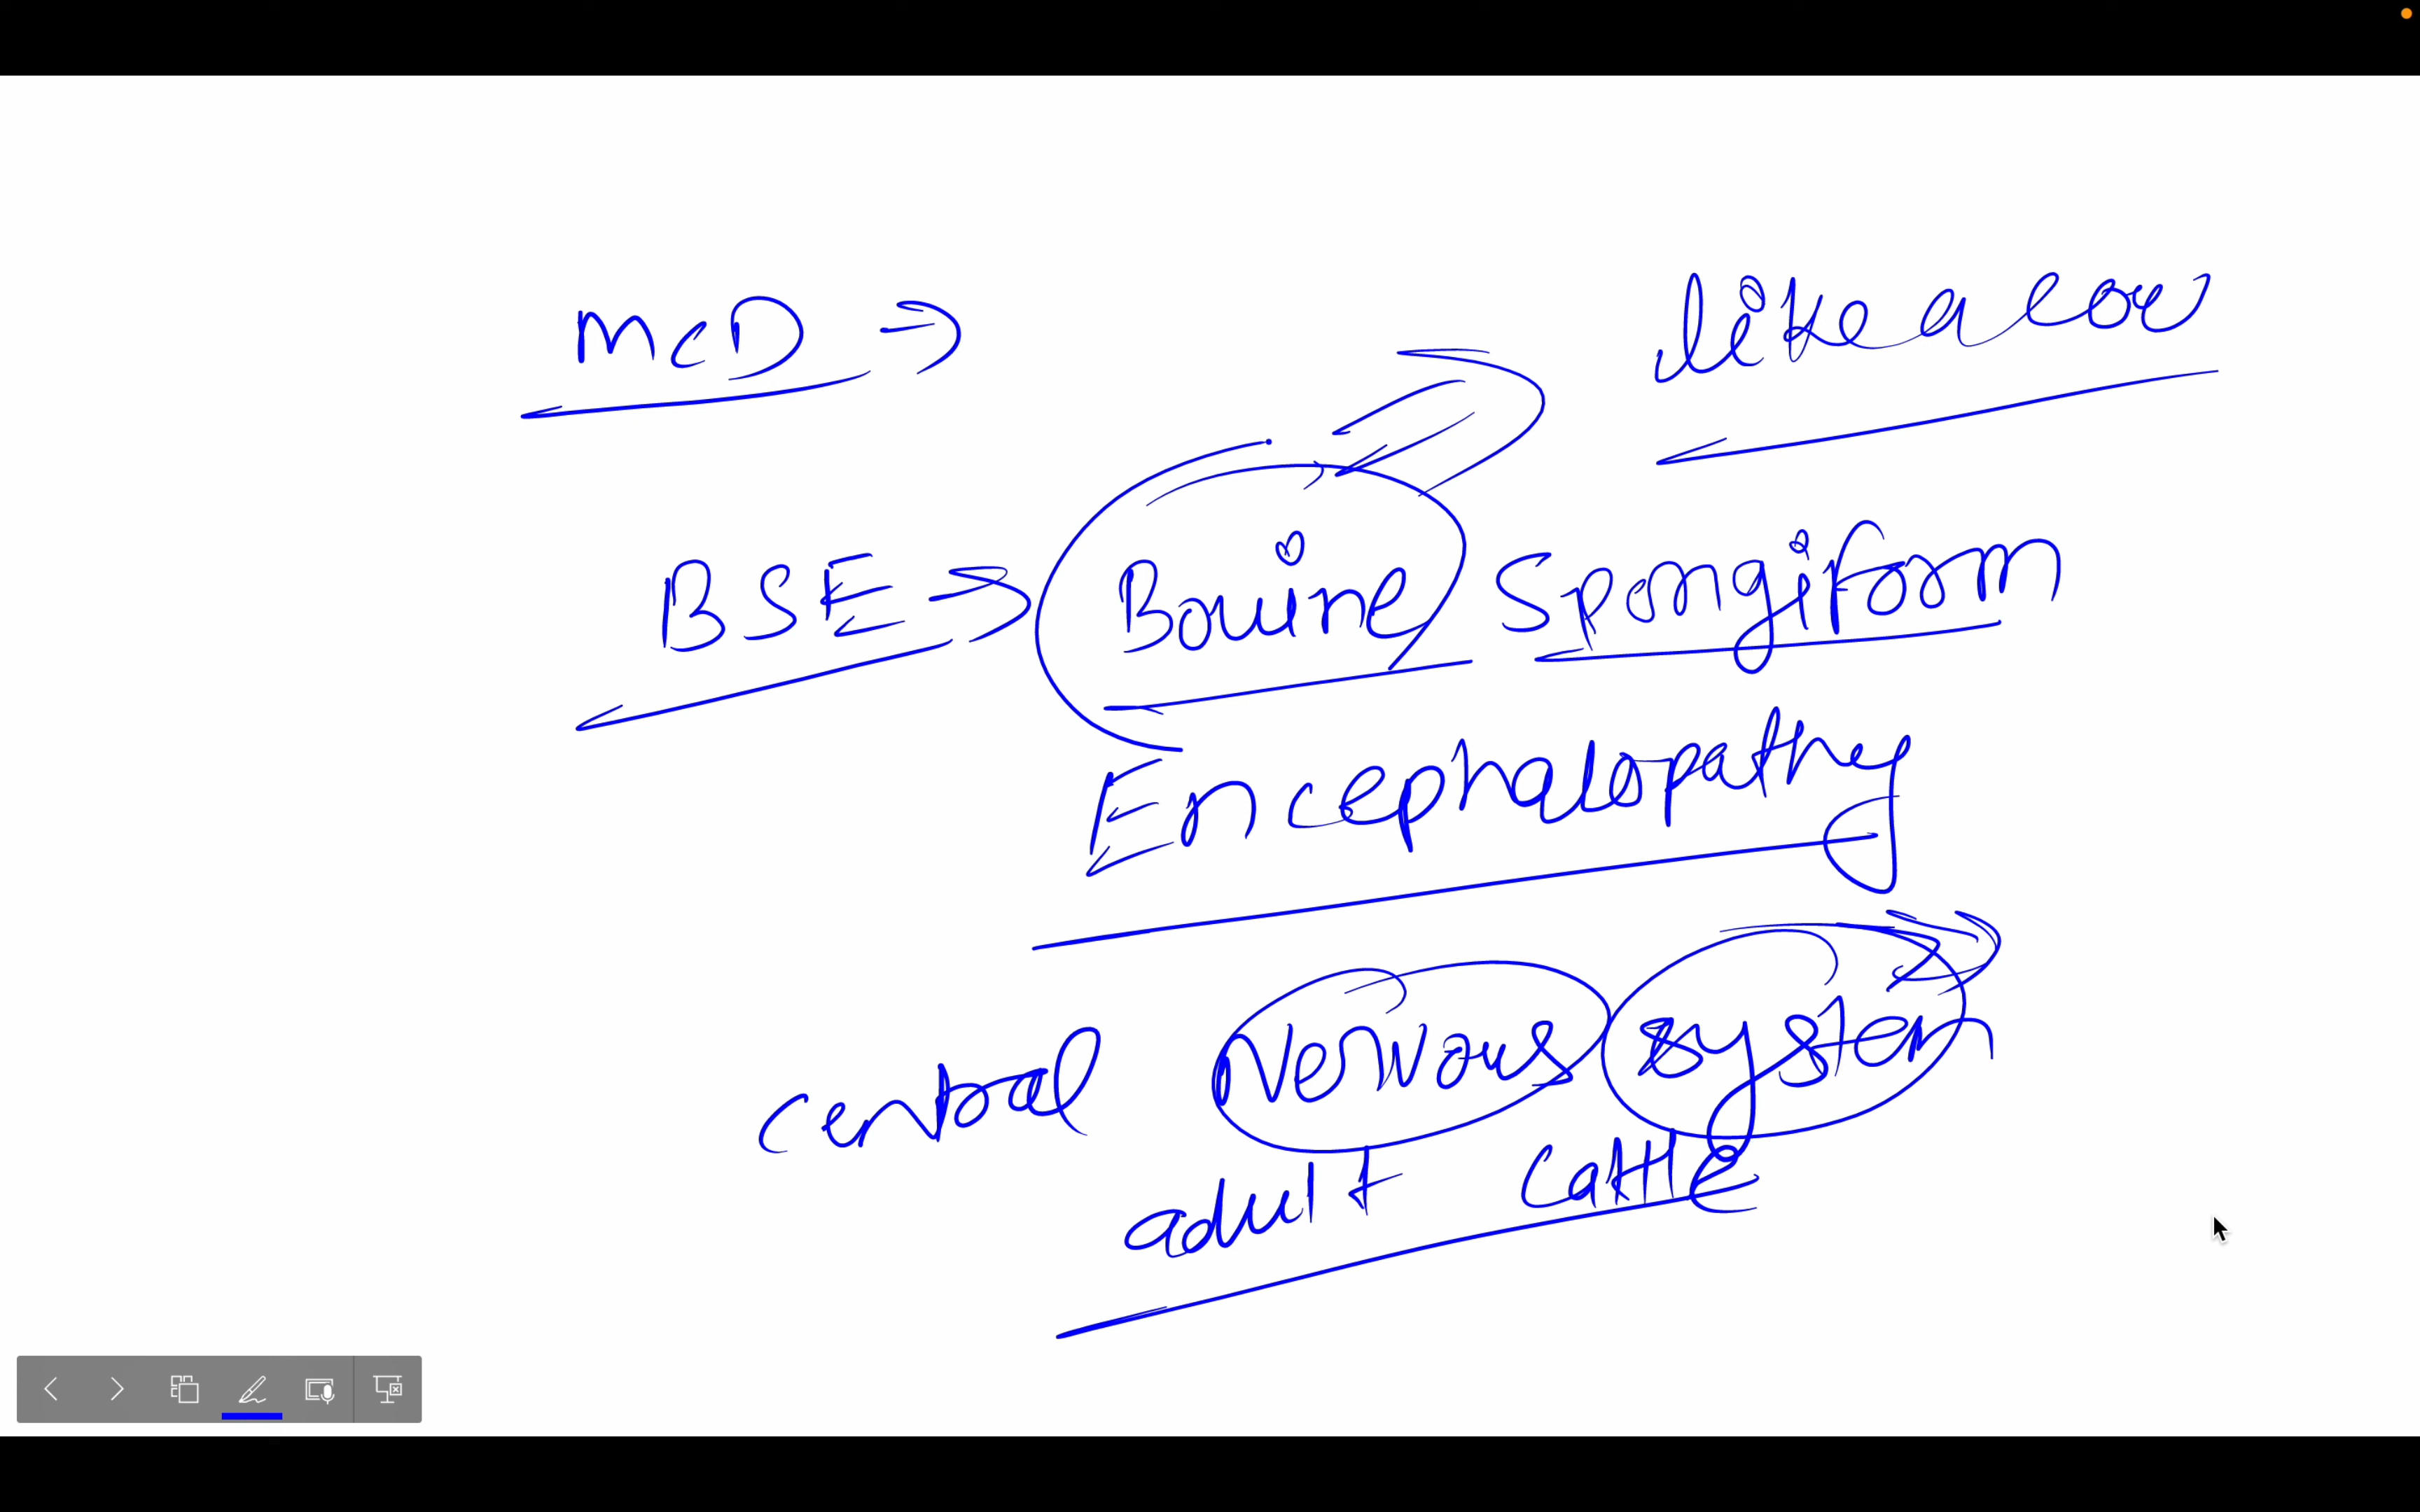 McD → like a cow
BSE → Bovine Spongiform
Encephalopathy
central Nervous system
adult cattle